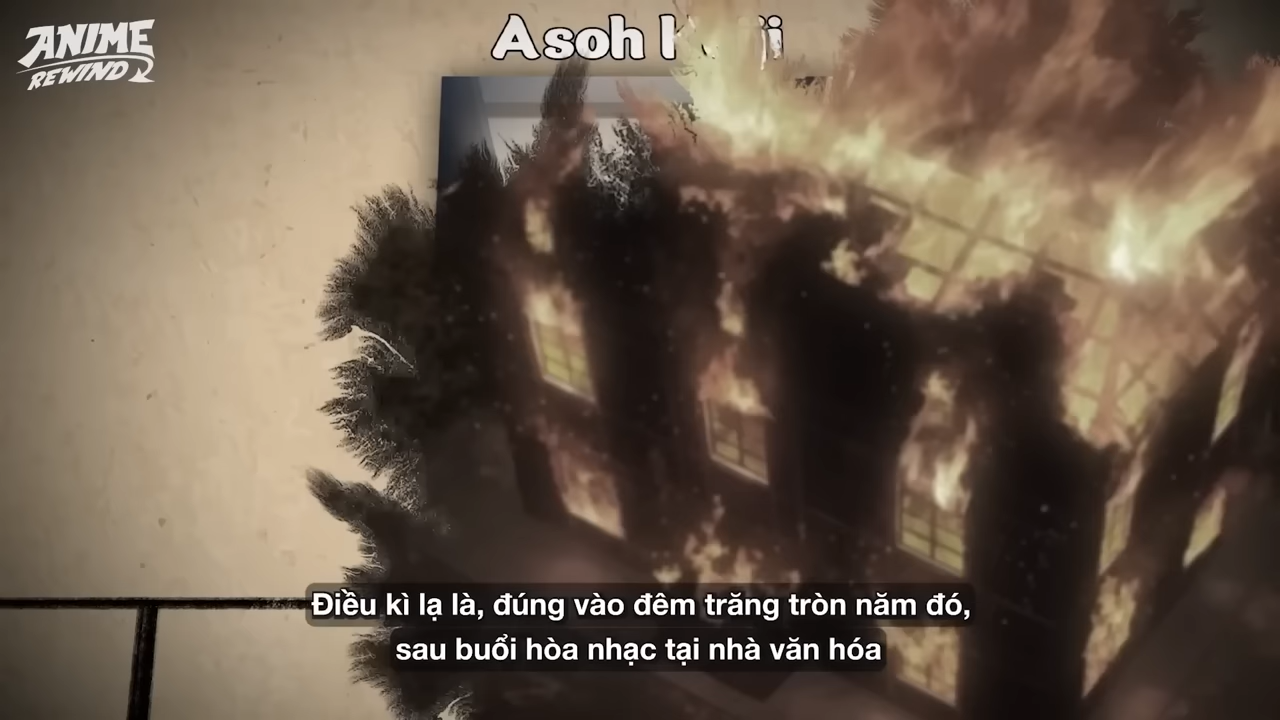 ANIME
REWIND
Asoh
Điều kì lạ là, đúng vào đêm trăng tròn năm đó,
sau buổi hòa nhạc tại nhà văn hóa